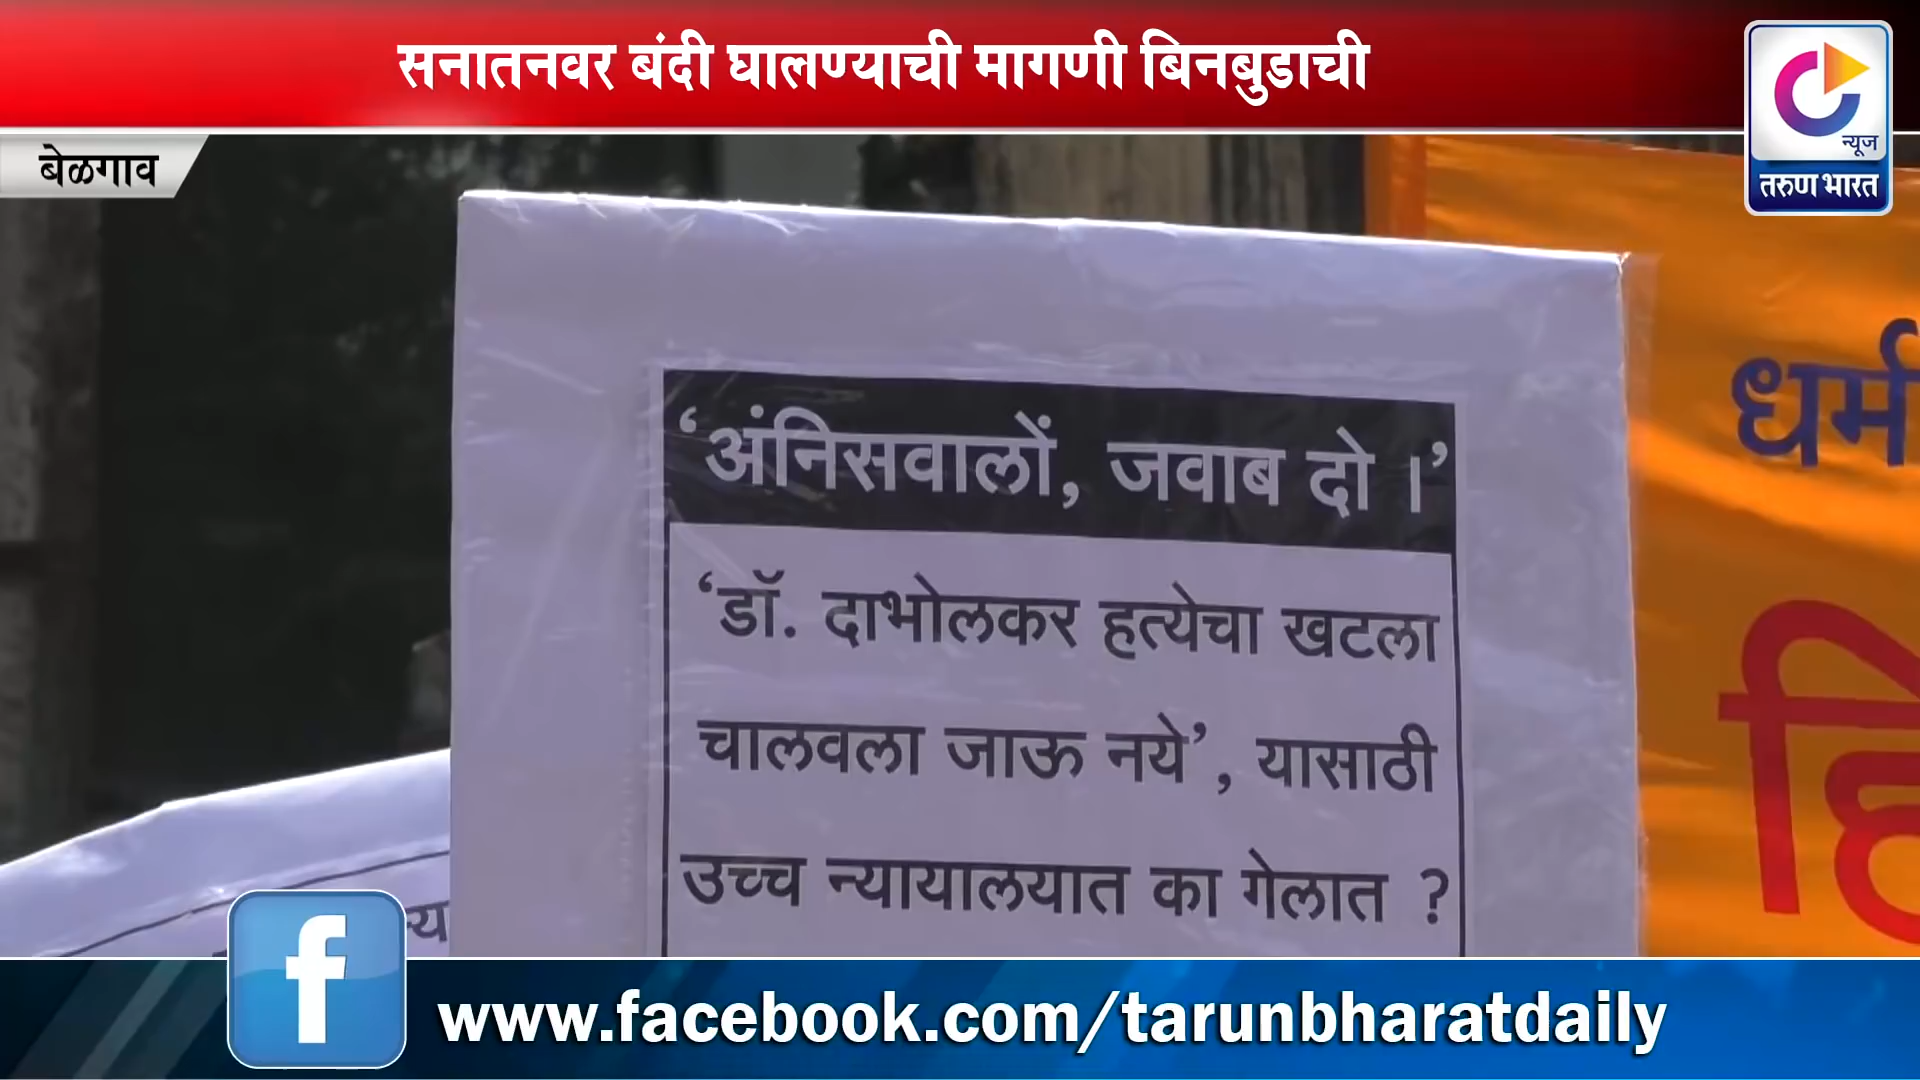 सनातनवर बंदी घालण्याची मागणी बिनबुडाची
न्यूज
तरुण भारत
बेळगाव
‘अंनिसवालों, जवाब दो ।’
‘डॉ. दाभोलकर हत्येचा खटला
चालवला जाऊ नये’, यासाठी
उच्च न्यायालयात का गेलात ?
धर्म
हि
www.facebook.com/tarunbharatdaily